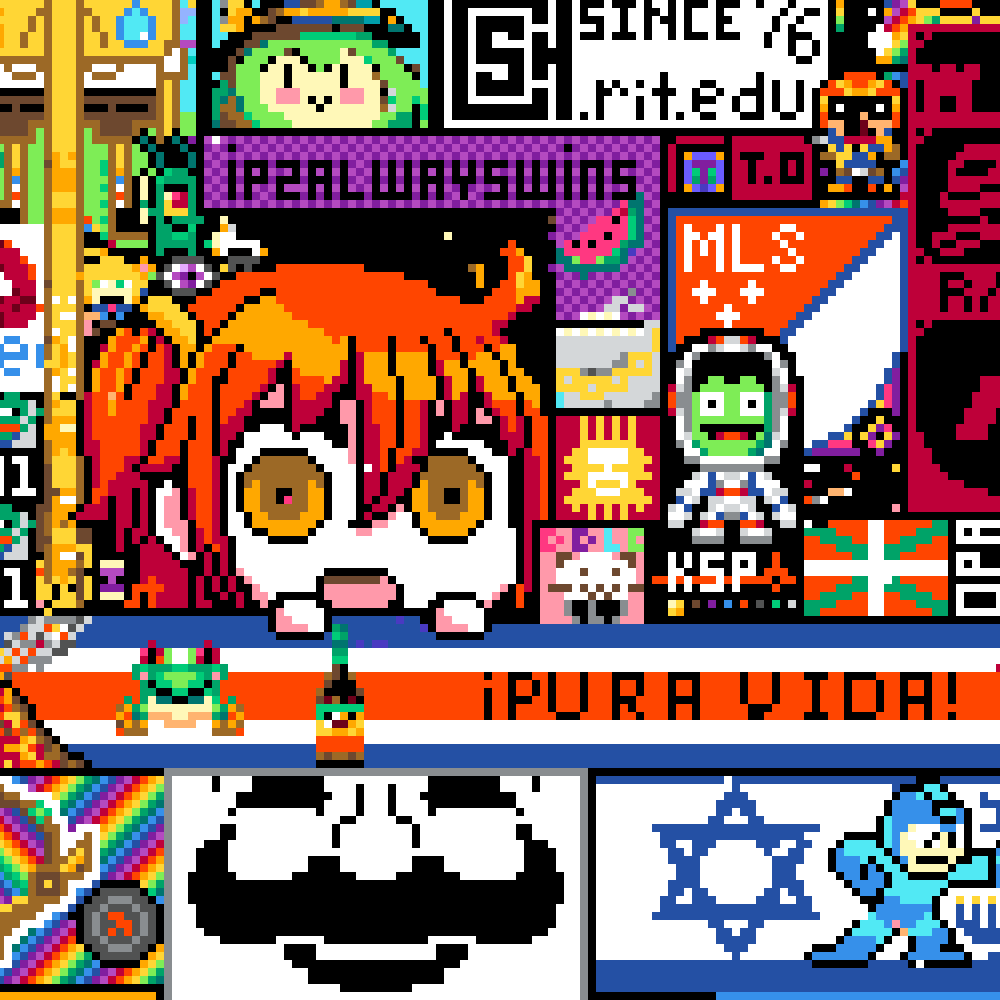 SINCE '76
.rit.edu
ip2alwayswins
T.D
MLS
KSP
¡PURA VIDA!